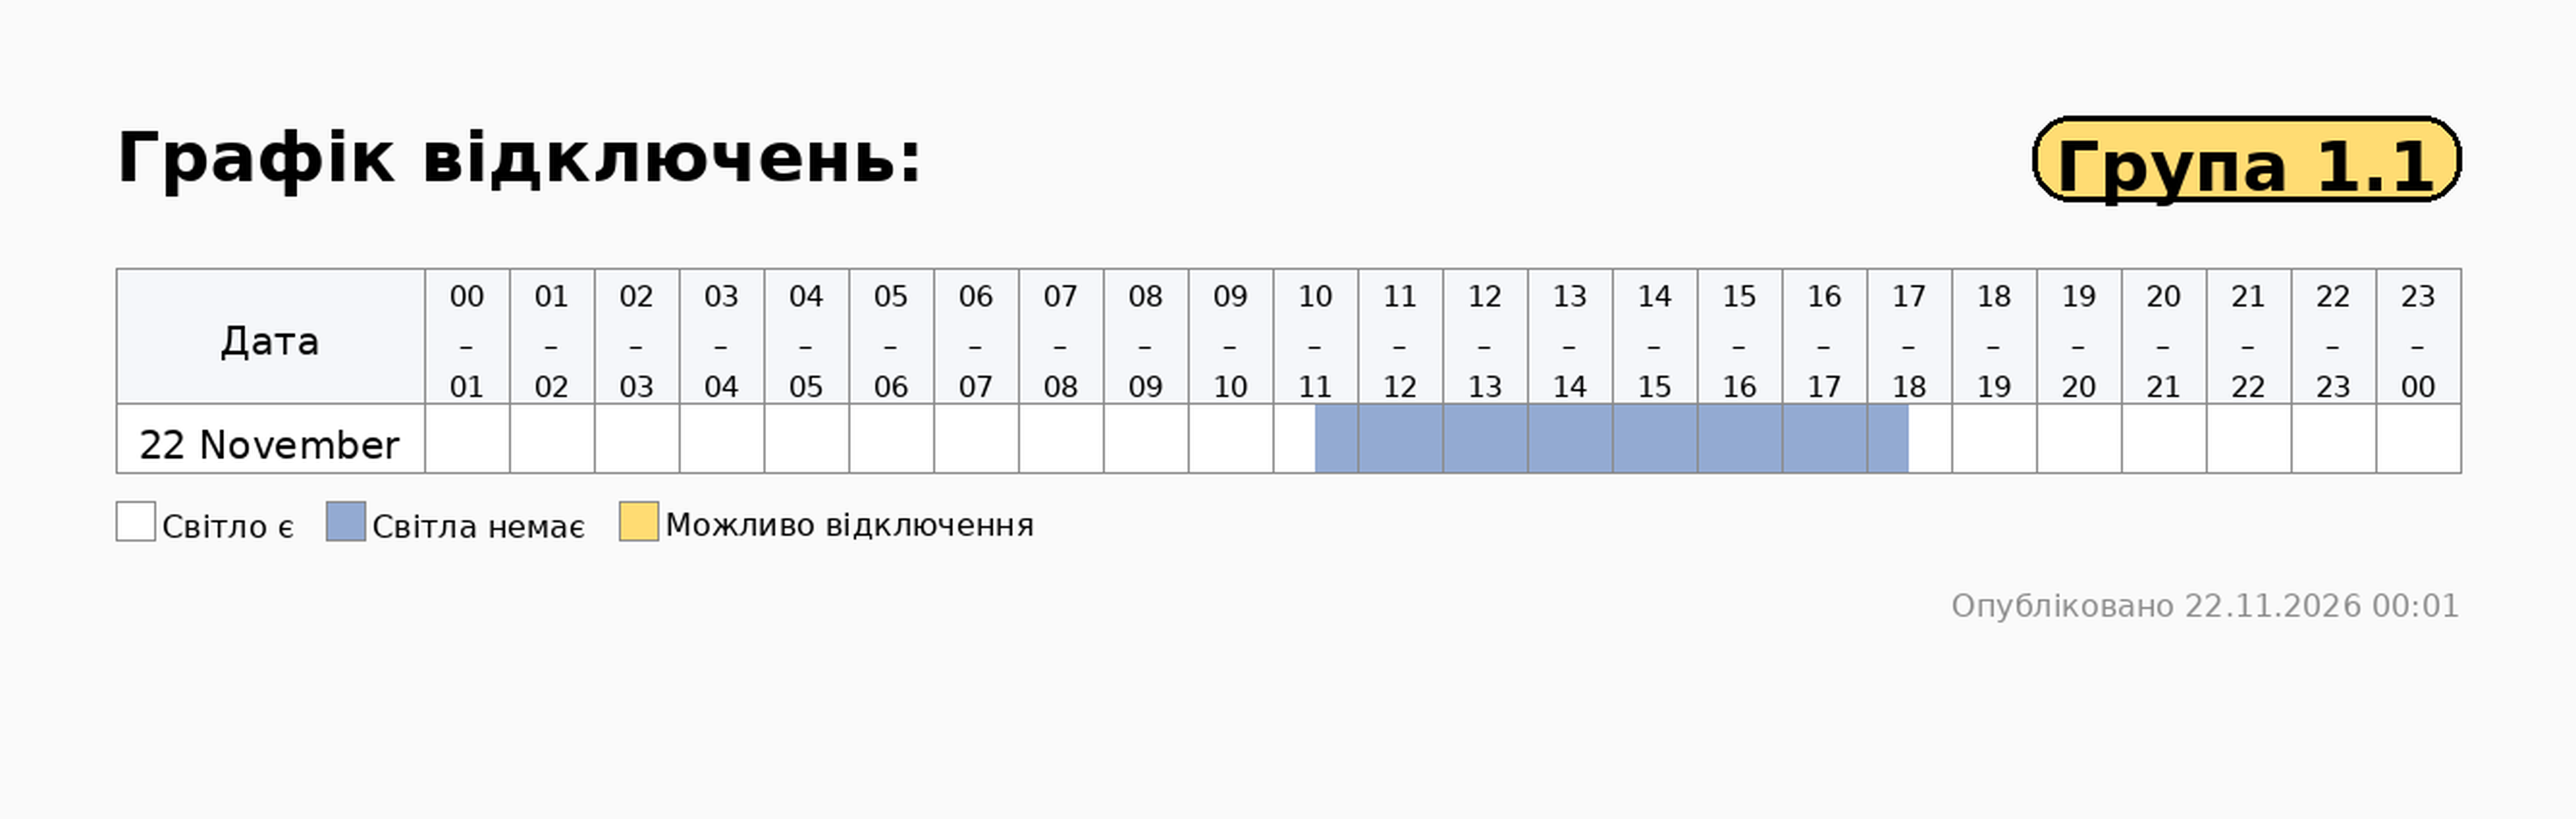 Графік відключень:
Група 1.1
Дата
00 – 01
01 – 02
02 – 03
03 – 04
04 – 05
05 – 06
06 – 07
07 – 08
08 – 09
09 – 10
10 – 11
11 – 12
12 – 13
13 – 14
14 – 15
15 – 16
16 – 17
17 – 18
18 – 19
19 – 20
20 – 21
21 – 22
22 – 23
23 – 00
22 November
Світло є
Світла немає
Можливо відключення
Опубліковано 22.11.2026 00:01